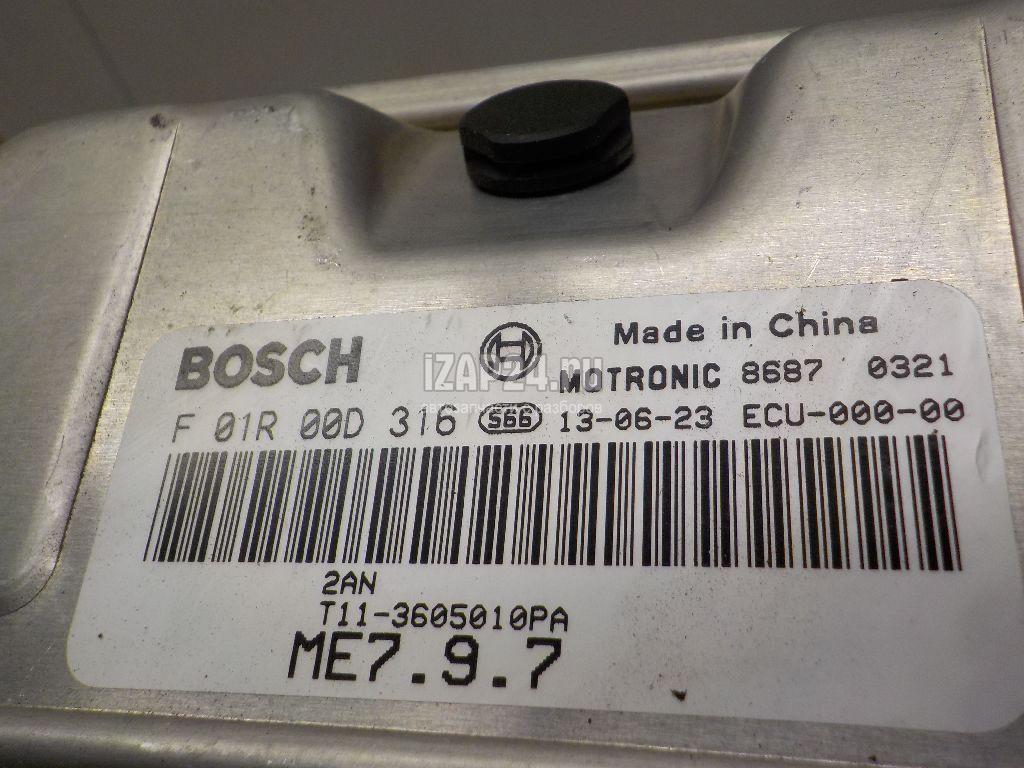 Made in China
BOSCH
iZAP24.ru
MOTRONIC 8687 0321
F 01R 00D 316 S66 13-06-23 ECU-000-00
2AN
T11-3605010PA
ME7.9.7